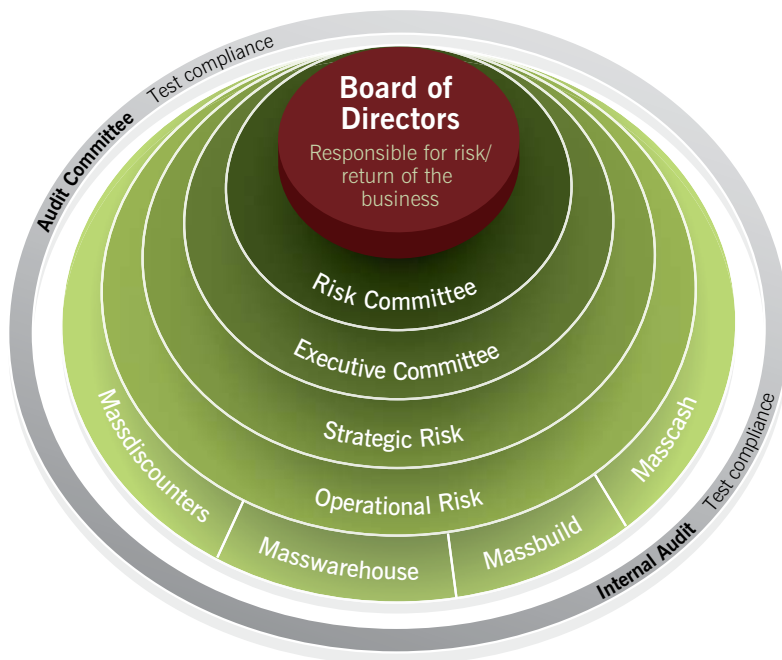 Audit Committee Test compliance
Board of
Directors
Responsible for risk/
return of the
business
Risk Committee
Executive Committee
Strategic Risk
Operational Risk
Massdiscounters
Masswarehouse
Massbuild
Masscash
Internal Audit Test compliance